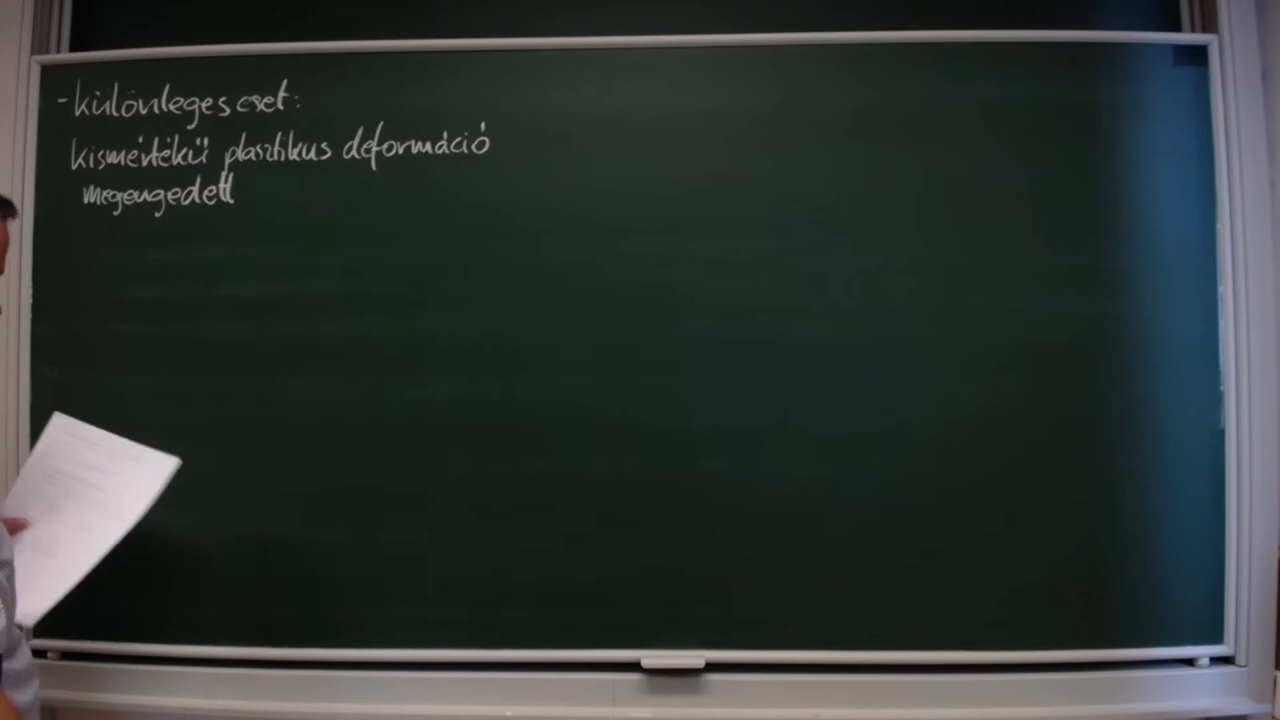 - különleges eset:
kismértékű plasztikus deformáció
megengedett